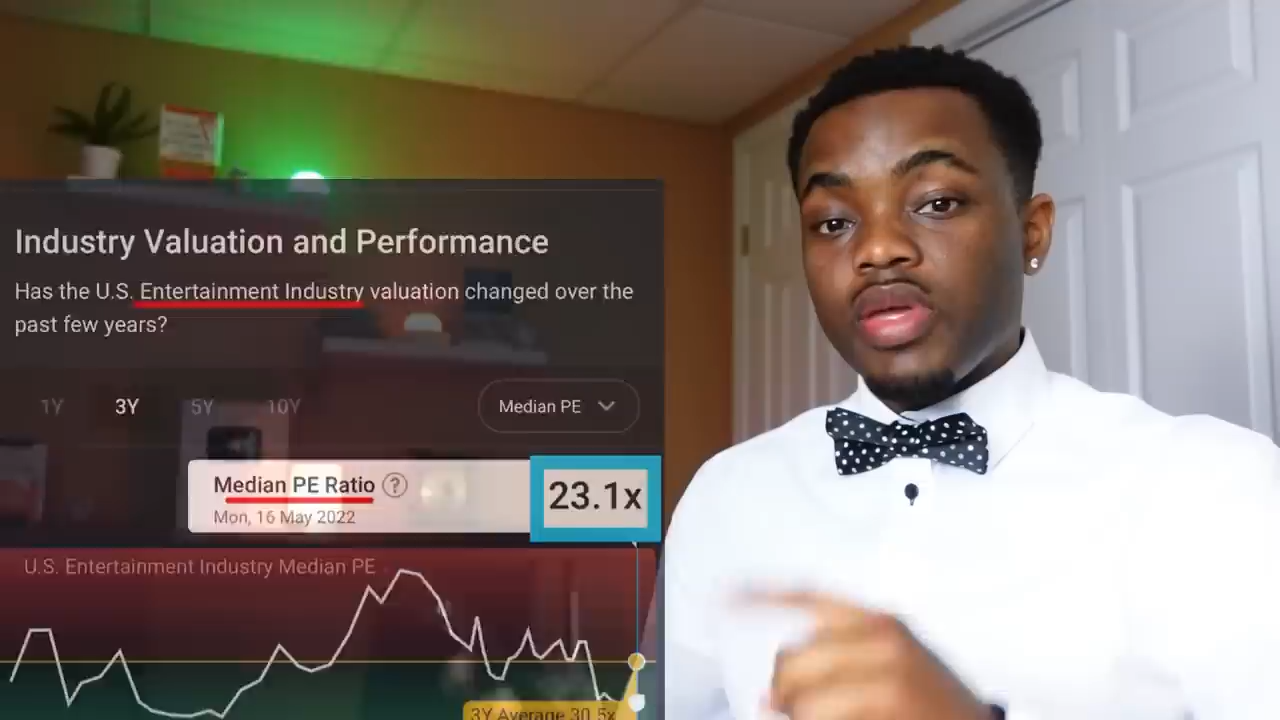 Industry Valuation and Performance
Has the U.S. Entertainment Industry valuation changed over the
past few years?
1Y 3Y 5Y 10Y Median PE
Median PE Ratio ? 23.1x
Mon, 16 May 2022
U.S. Entertainment Industry Median PE
3Y Average 30.5x